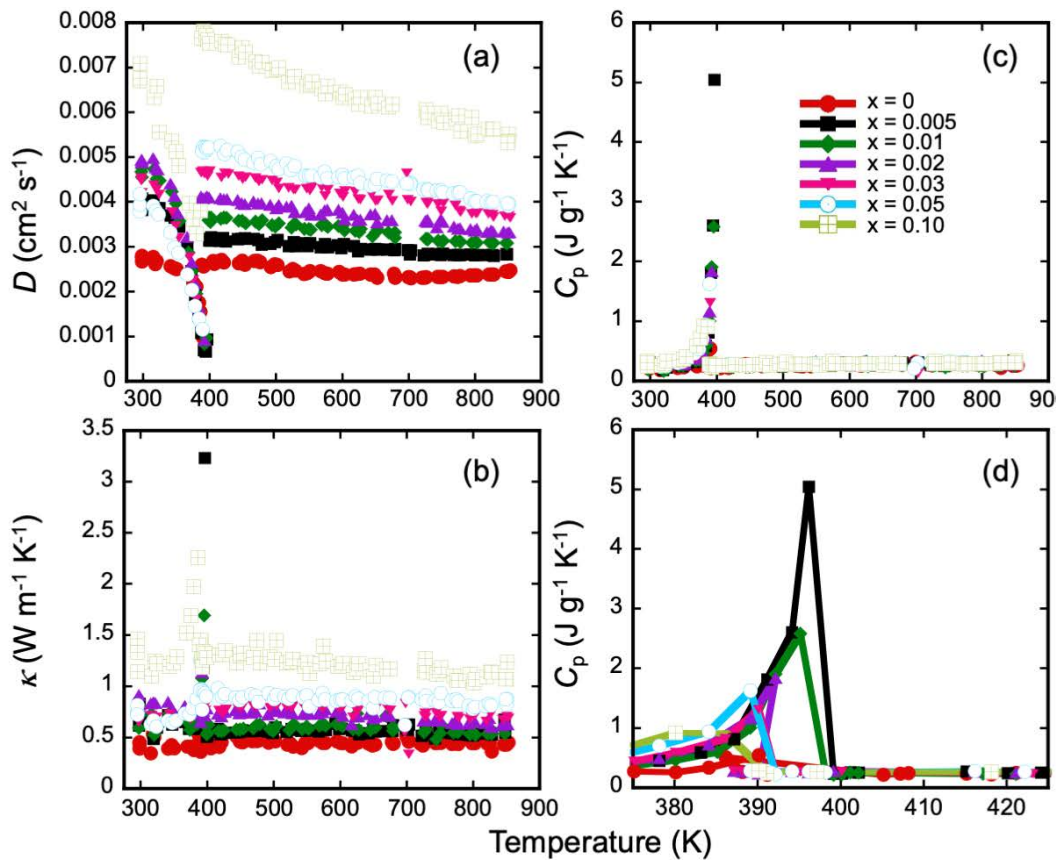 (a)
D (cm² s⁻¹)
0.008
0.007
0.006
0.005
0.004
0.003
0.002
0.001
0
300 400 500 600 700 800 900
(c)
Cₚ (J g⁻¹ K⁻¹)
6
5
4
3
2
1
0
x = 0
x = 0.005
x = 0.01
x = 0.02
x = 0.03
x = 0.05
x = 0.10
300 400 500 600 700 800 900
(b)
κ (W m⁻¹ K⁻¹)
3.5
3
2.5
2
1.5
1
0.5
0
300 400 500 600 700 800 900
(d)
Cₚ (J g⁻¹ K⁻¹)
6
5
4
3
2
1
0
380 390 400 410 420
Temperature (K)